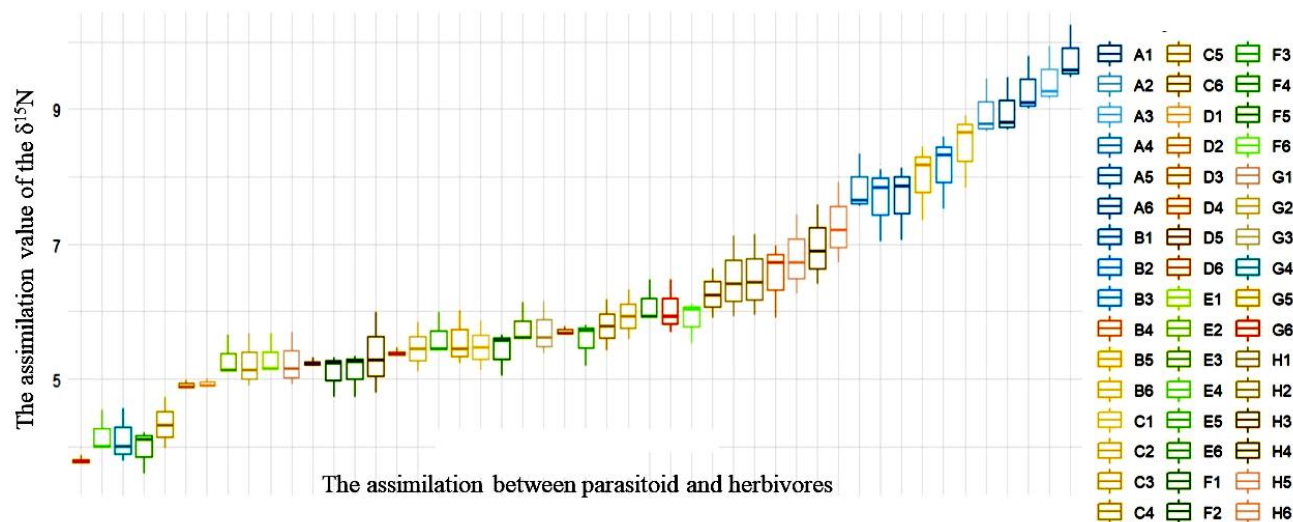 The assimilation value of the δ¹⁵N
9
7
5
The assimilation between parasitoid and herbivores
A1 C5 F3
A2 C6 F4
A3 D1 F5
A4 D2 F6
A5 D3 G1
A6 D4 G2
B1 D5 G3
B2 D6 G4
B3 E1 G5
B4 E2 G6
B5 E3 H1
B6 E4 H2
C1 E5 H3
C2 E6 H4
C3 F1 H5
C4 F2 H6